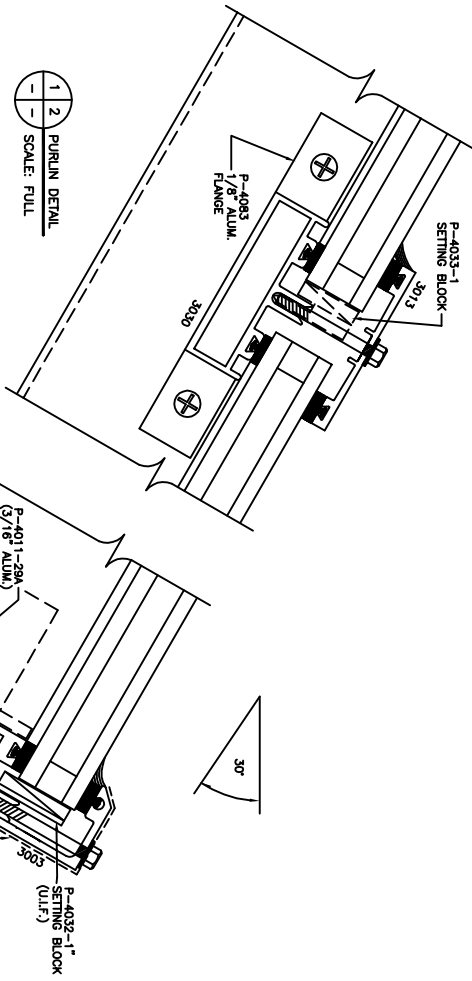 P-4033-1
SETTING BLOCK
3013
P-4083
1/8" ALUM.
FLANGE
3030
1
2
-
-
PURLIN DETAIL
SCALE: FULL
30°
P-4011-29A
(3/16" ALUM.)
3003
P-4032-1"
SETTING BLOCK
(U.I.F.)